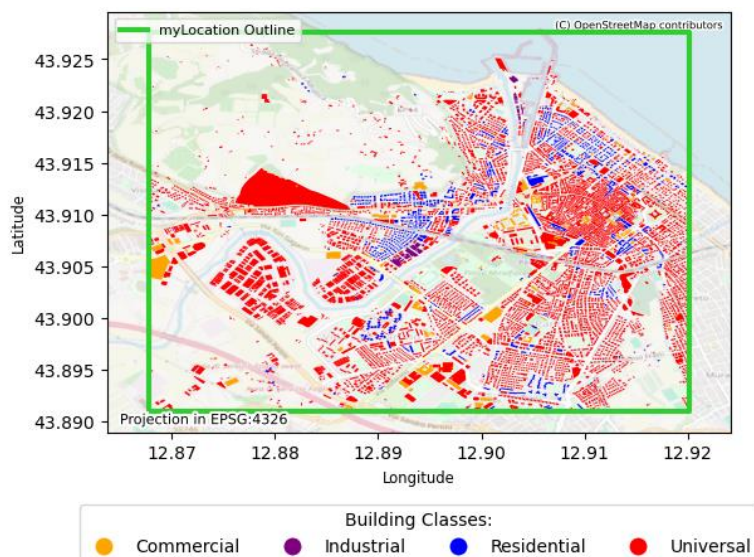 myLocation Outline
(C) OpenStreetMap contributors
43.925
43.920
43.915
43.910
43.905
43.900
43.895
43.890
Latitude
Projection in EPSG:4326
12.87 12.88 12.89 12.90 12.91 12.92
Longitude
Building Classes:
Commercial Industrial Residential Universal